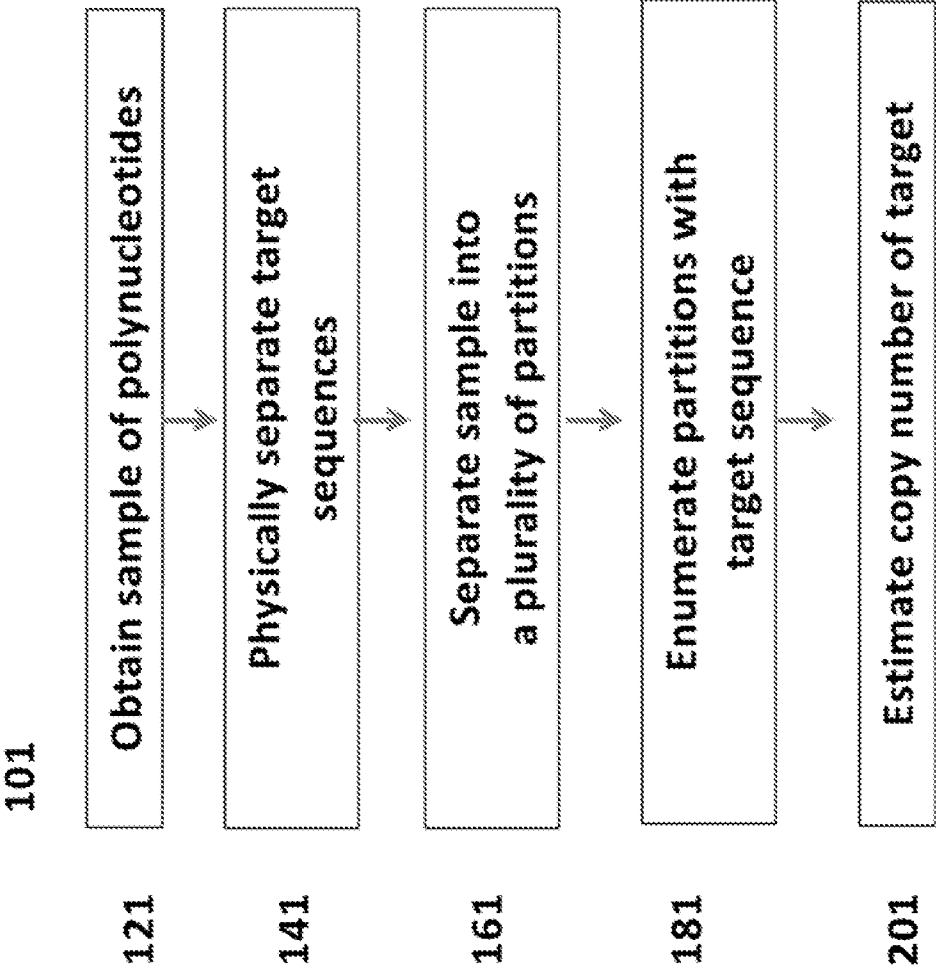 101
121
Obtain sample of polynucleotides
141
Physically separate target
sequences
161
Separate sample into
a plurality of partitions
181
Enumerate partitions with
target sequence
201
Estimate copy number of target